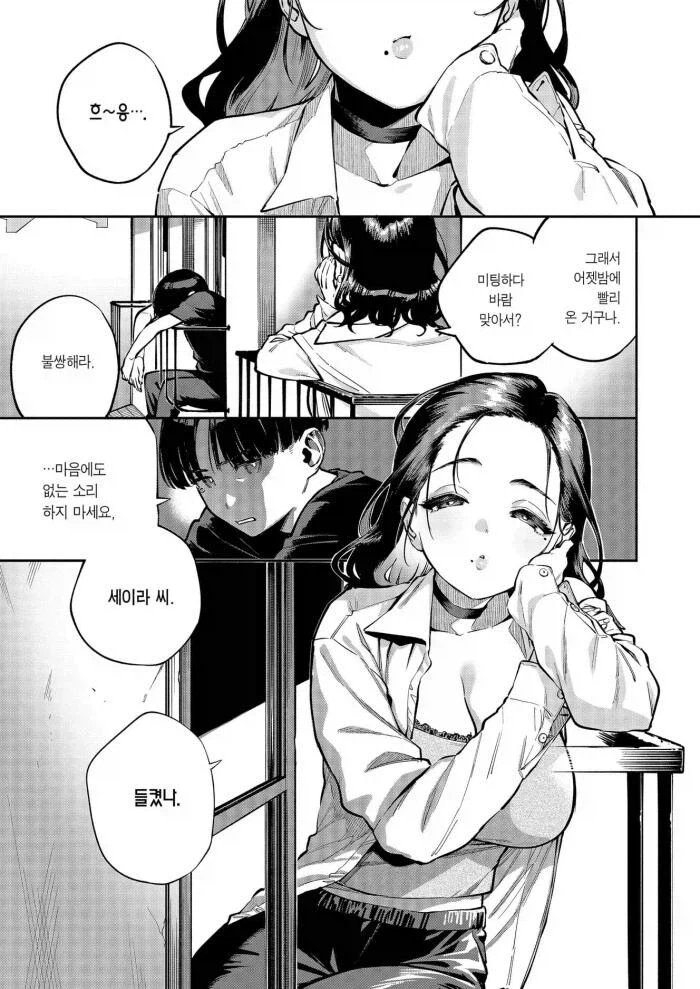 흐~응….
그래서
어젯밤에
빨리
온 거구나.
미팅하다
바람
맞아서?
불쌍해라.
…마음에도
없는 소리
하지 마세요,
세이라 씨.
들켰나.